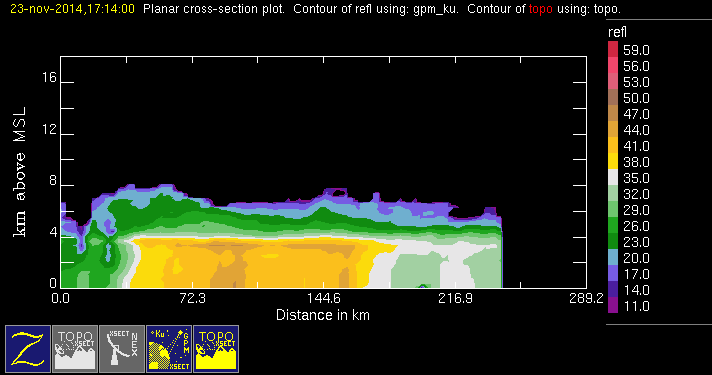 23-nov-2014,17:14:00 Planar cross-section plot. Contour of refl using: gpm_ku. Contour of topo using: topo.
refl
59.0
56.0
53.0
50.0
47.0
44.0
41.0
38.0
35.0
32.0
29.0
26.0
23.0
20.0
17.0
14.0
11.0
km above MSL
16
12
8
4
0
0.0 72.3 144.6 216.9 289.2
Distance in km
Z
TOPO
XSECT
XSECT
NEX
Ku
GPM
XSECT
TOPO
XSECT